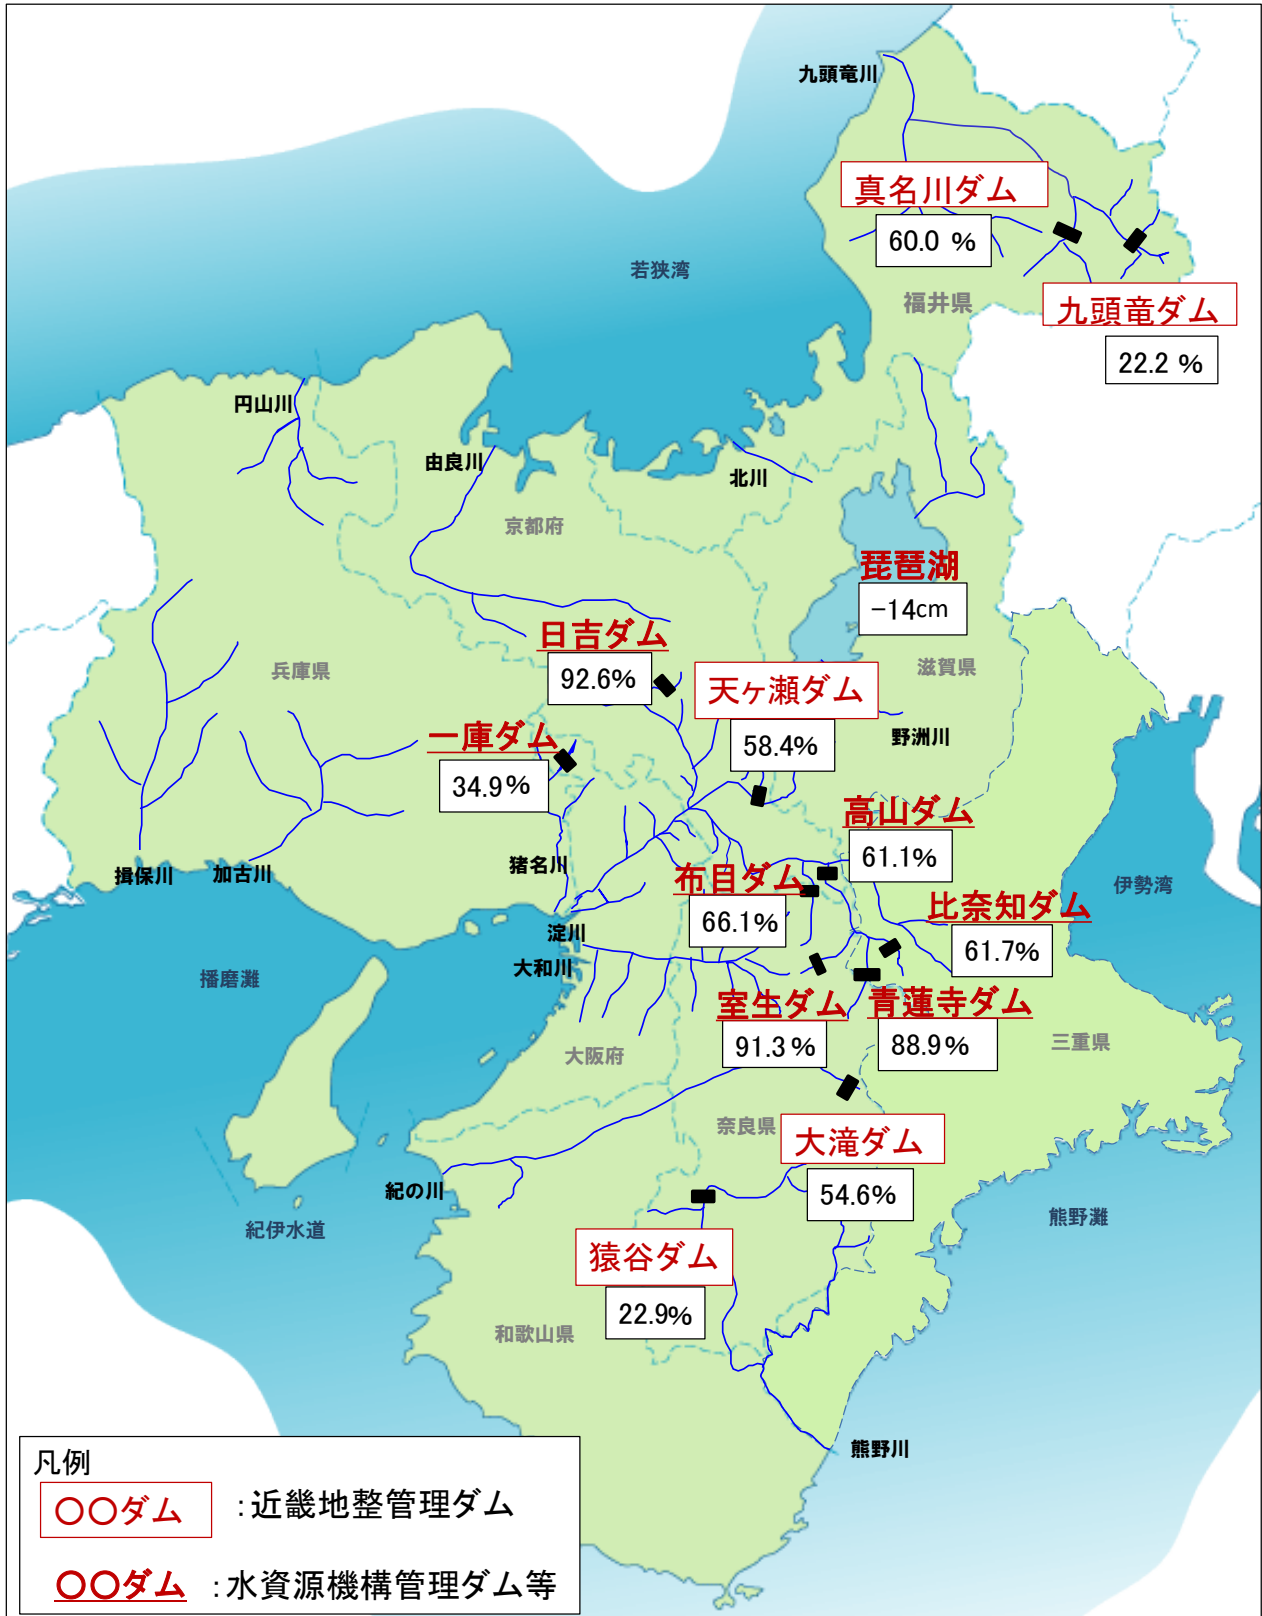 九頭竜川
真名川ダム
60.0 %
若狭湾
福井県
九頭竜ダム
22.2 %
円山川
由良川
北川
京都府
琵琶湖
-14cm
日吉ダム
92.6%
兵庫県
滋賀県
天ヶ瀬ダム
58.4%
野洲川
一庫ダム
34.9%
高山ダム
61.1%
猪名川
揖保川
加古川
布目ダム
66.1%
伊勢湾
比奈知ダム
61.7%
淀川
大和川
播磨灘
室生ダム
91.3%
青蓮寺ダム
88.9%
大阪府
三重県
奈良県
大滝ダム
54.6%
紀の川
紀伊水道
熊野灘
猿谷ダム
22.9%
和歌山県
熊野川
凡例
〇〇ダム :近畿地整管理ダム
〇〇ダム :水資源機構管理ダム等